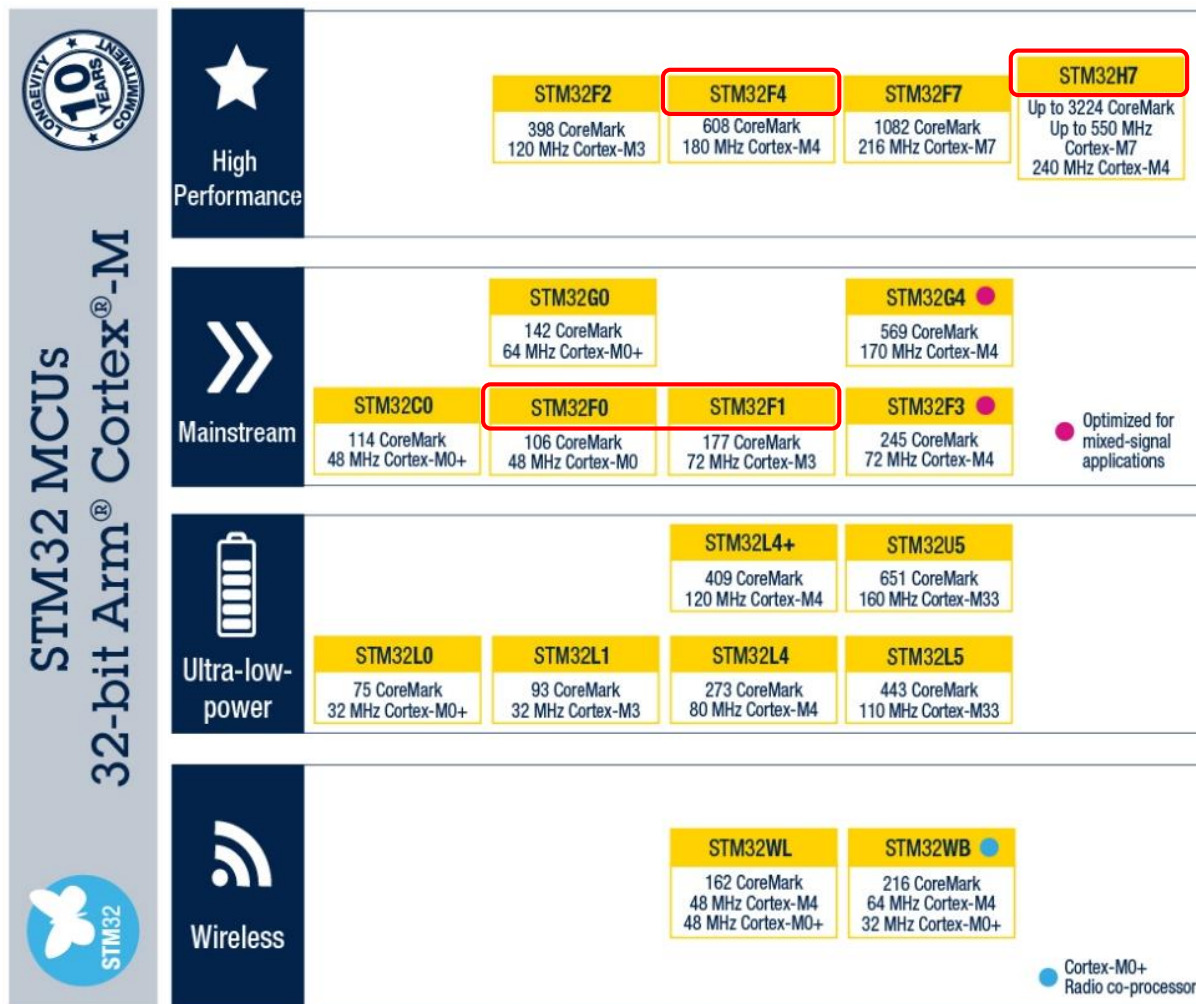 LONGEVITY
10
YEARS
COMMITMENT
STM32 MCUs
32-bit Arm® Cortex®-M
STM32
High
Performance
STM32F2
398 CoreMark
120 MHz Cortex-M3
STM32F4
608 CoreMark
180 MHz Cortex-M4
STM32F7
1082 CoreMark
216 MHz Cortex-M7
STM32H7
Up to 3224 CoreMark
Up to 550 MHz
Cortex-M7
240 MHz Cortex-M4
Mainstream
STM32G0
142 CoreMark
64 MHz Cortex-M0+
STM32G4
569 CoreMark
170 MHz Cortex-M4
STM32C0
114 CoreMark
48 MHz Cortex-M0+
STM32F0
106 CoreMark
48 MHz Cortex-M0
STM32F1
177 CoreMark
72 MHz Cortex-M3
STM32F3
245 CoreMark
72 MHz Cortex-M4
Optimized for
mixed-signal
applications
Ultra-low-
power
STM32L4+
409 CoreMark
120 MHz Cortex-M4
STM32U5
651 CoreMark
160 MHz Cortex-M33
STM32L0
75 CoreMark
32 MHz Cortex-M0+
STM32L1
93 CoreMark
32 MHz Cortex-M3
STM32L4
273 CoreMark
80 MHz Cortex-M4
STM32L5
443 CoreMark
110 MHz Cortex-M33
Wireless
STM32WL
162 CoreMark
48 MHz Cortex-M4
48 MHz Cortex-M0+
STM32WB
216 CoreMark
64 MHz Cortex-M4
32 MHz Cortex-M0+
Cortex-M0+
Radio co-processor